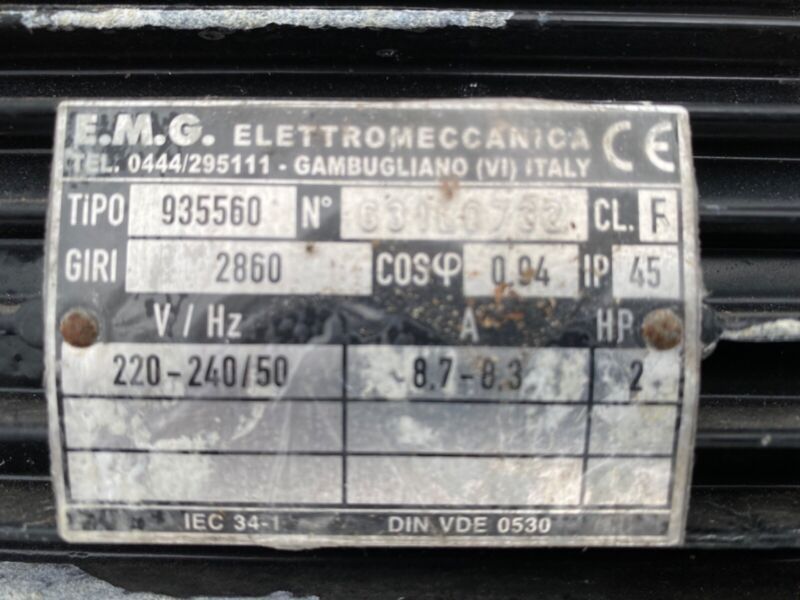 E.M.G. ELETTROMECCANICA CE
TEL. 0444/295111 - GAMBUGLIANO (VI) ITALY
TiPO 935560 N° CL. F
GIRI 2860 COSφ 0,94 IP 45
V / Hz A HP
220-240/50 8,7-8,3 2
IEC 34-1 DIN VDE 0530